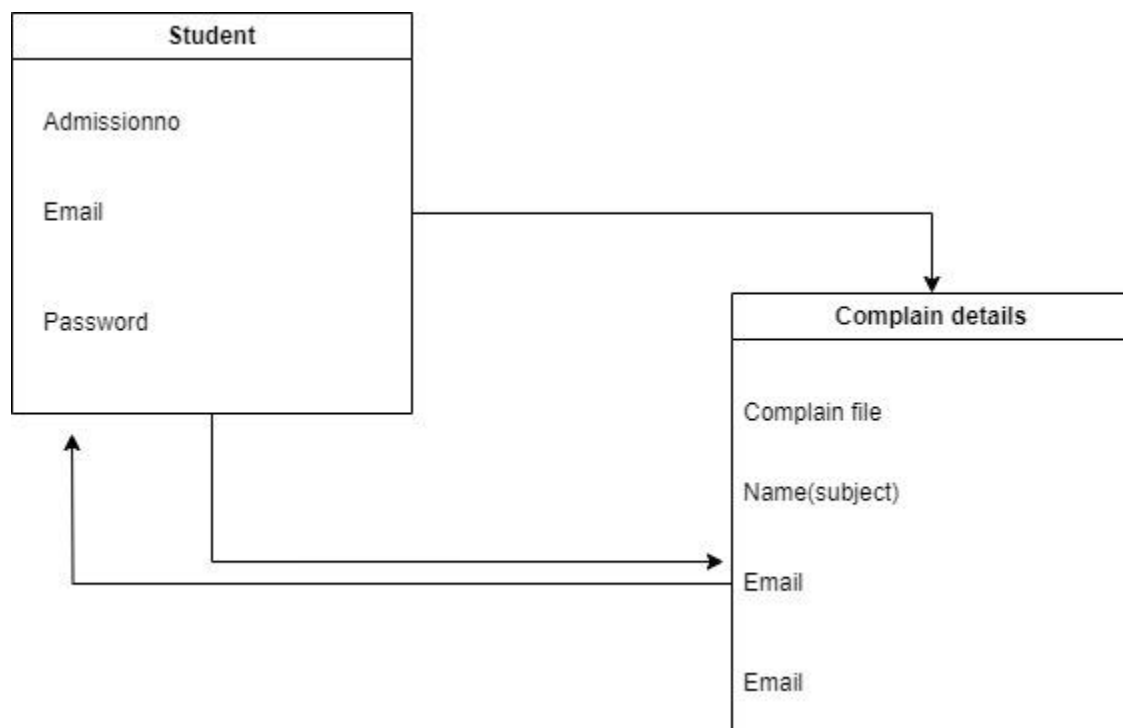 Student
Admissionno
Email
Password
Complain details
Complain file
Name(subject)
Email
Email